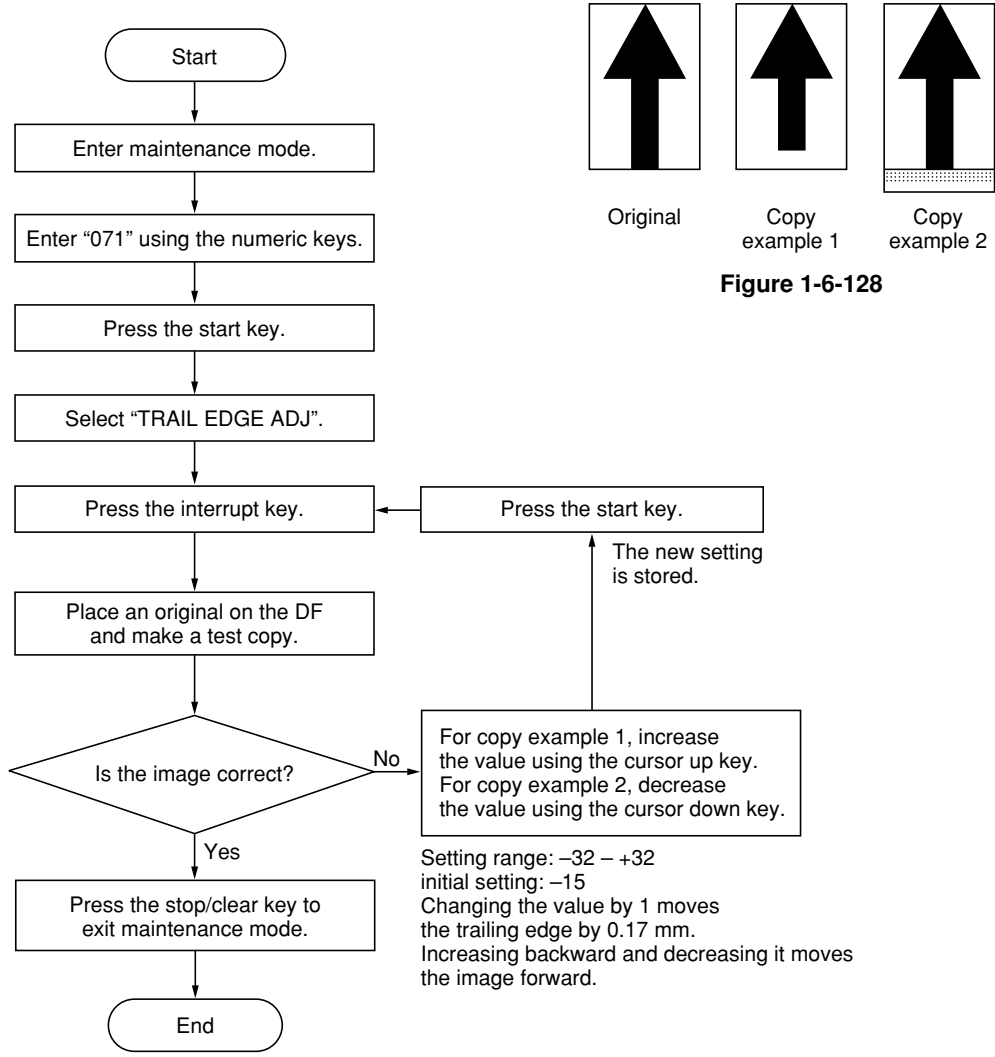 Start
Enter maintenance mode.
Enter “071” using the numeric keys.
Press the start key.
Select “TRAIL EDGE ADJ”.
Press the interrupt key.
Press the start key.
The new setting
is stored.
Place an original on the DF
and make a test copy.
Is the image correct?
No
For copy example 1, increase
the value using the cursor up key.
For copy example 2, decrease
the value using the cursor down key.
Setting range: –32 – +32
initial setting: –15
Changing the value by 1 moves
the trailing edge by 0.17 mm.
Increasing backward and decreasing it moves
the image forward.
Yes
Press the stop/clear key to
exit maintenance mode.
End
Original
Copy
example 1
Copy
example 2
Figure 1-6-128